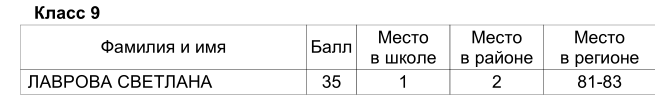 Класс 9
Фамилия и имя Балл Место в школе Место в районе Место в регионе
ЛАВРОВА СВЕТЛАНА 35 1 2 81-83